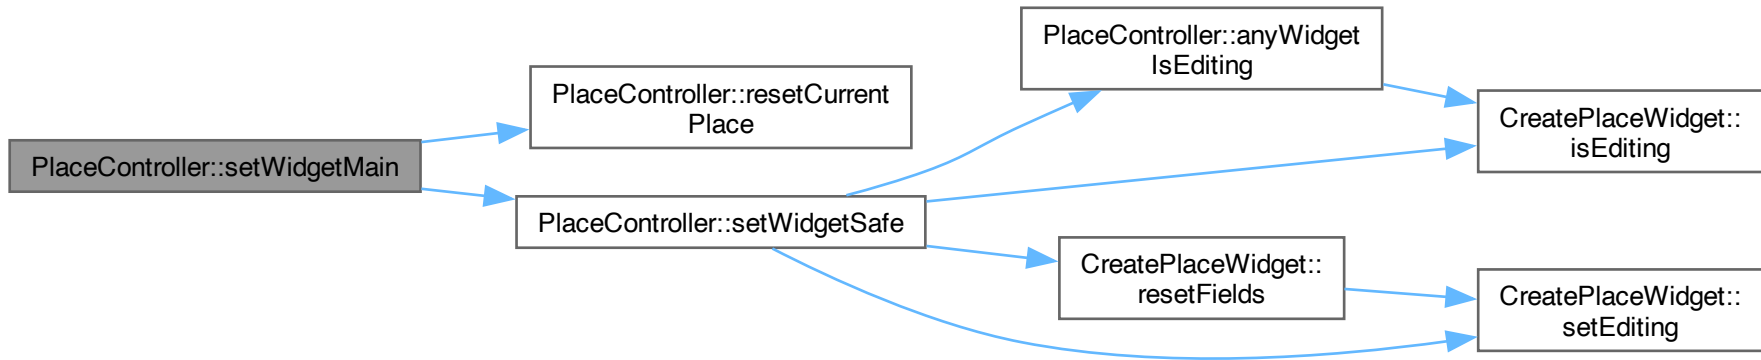 PlaceController::setWidgetMain
PlaceController::resetCurrent
Place
PlaceController::setWidgetSafe
PlaceController::anyWidget
IsEditing
CreatePlaceWidget::
isEditing
CreatePlaceWidget::
resetFields
CreatePlaceWidget::
setEditing